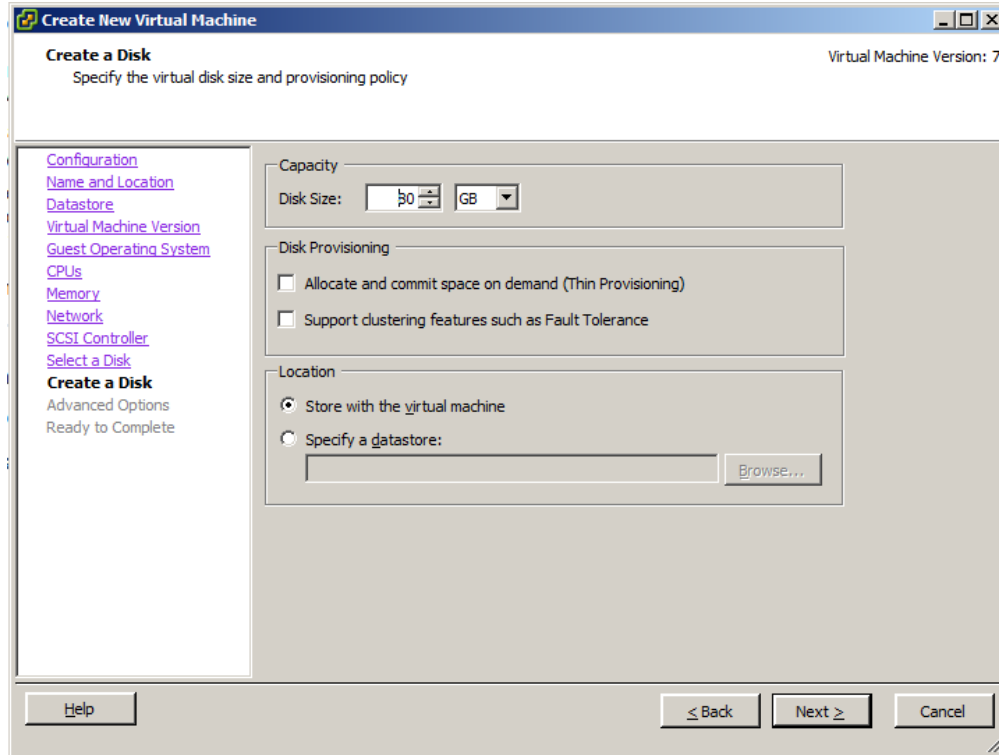 Create New Virtual Machine
Create a Disk
Virtual Machine Version: 7
Specify the virtual disk size and provisioning policy
Configuration
Name and Location
Datastore
Virtual Machine Version
Guest Operating System
CPUs
Memory
Network
SCSI Controller
Select a Disk
Create a Disk
Advanced Options
Ready to Complete
Capacity
Disk Size:
GB
Disk Provisioning
Allocate and commit space on demand (Thin Provisioning)
Support clustering features such as Fault Tolerance
Location
Store with the virtual machine
Specify a datastore:
Browse...
Help
< Back
Next >
Cancel